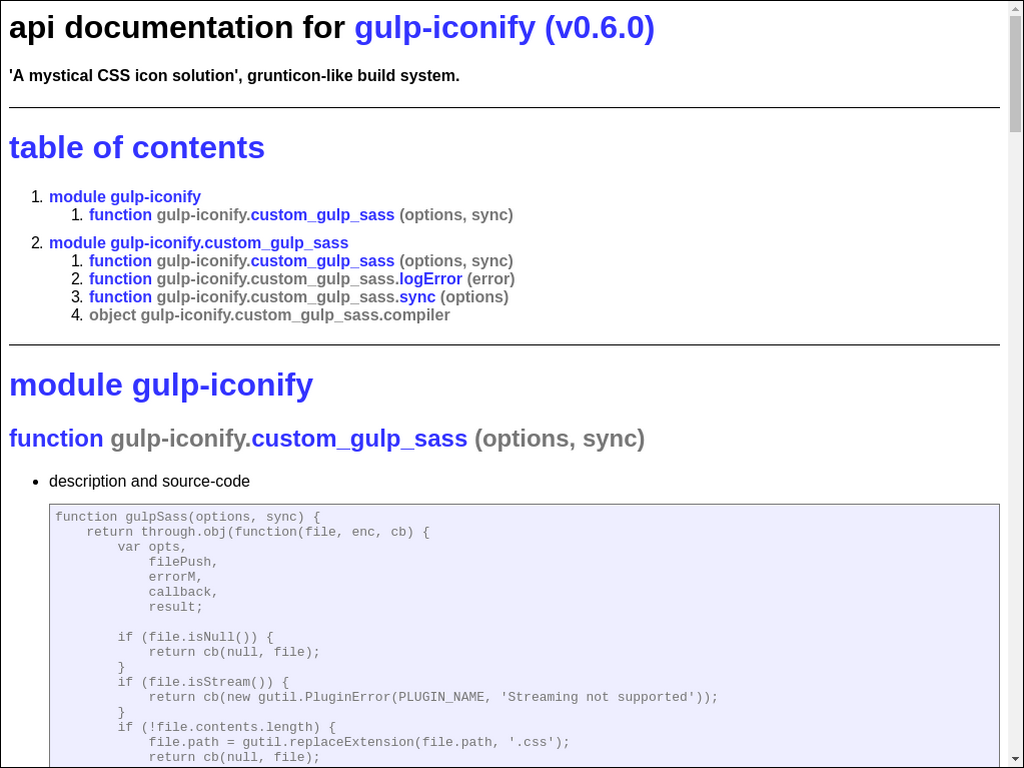 api documentation for gulp-iconify (v0.6.0)
'A mystical CSS icon solution', grunticon-like build system.
table of contents
1. module gulp-iconify
1. function gulp-iconify.custom_gulp_sass (options, sync)
2. module gulp-iconify.custom_gulp_sass
1. function gulp-iconify.custom_gulp_sass (options, sync)
2. function gulp-iconify.custom_gulp_sass.logError (error)
3. function gulp-iconify.custom_gulp_sass.sync (options)
4. object gulp-iconify.custom_gulp_sass.compiler
module gulp-iconify
function gulp-iconify.custom_gulp_sass (options, sync)
• description and source-code
function gulpSass(options, sync) {
    return through.obj(function(file, enc, cb) {
        var opts,
            filePush,
            errorM,
            callback,
            result;
        if (file.isNull()) {
            return cb(null, file);
        }
        if (file.isStream()) {
            return cb(new gutil.PluginError(PLUGIN_NAME, 'Streaming not supported'));
        }
        if (!file.contents.length) {
            file.path = gutil.replaceExtension(file.path, '.css');
            return cb(null, file);